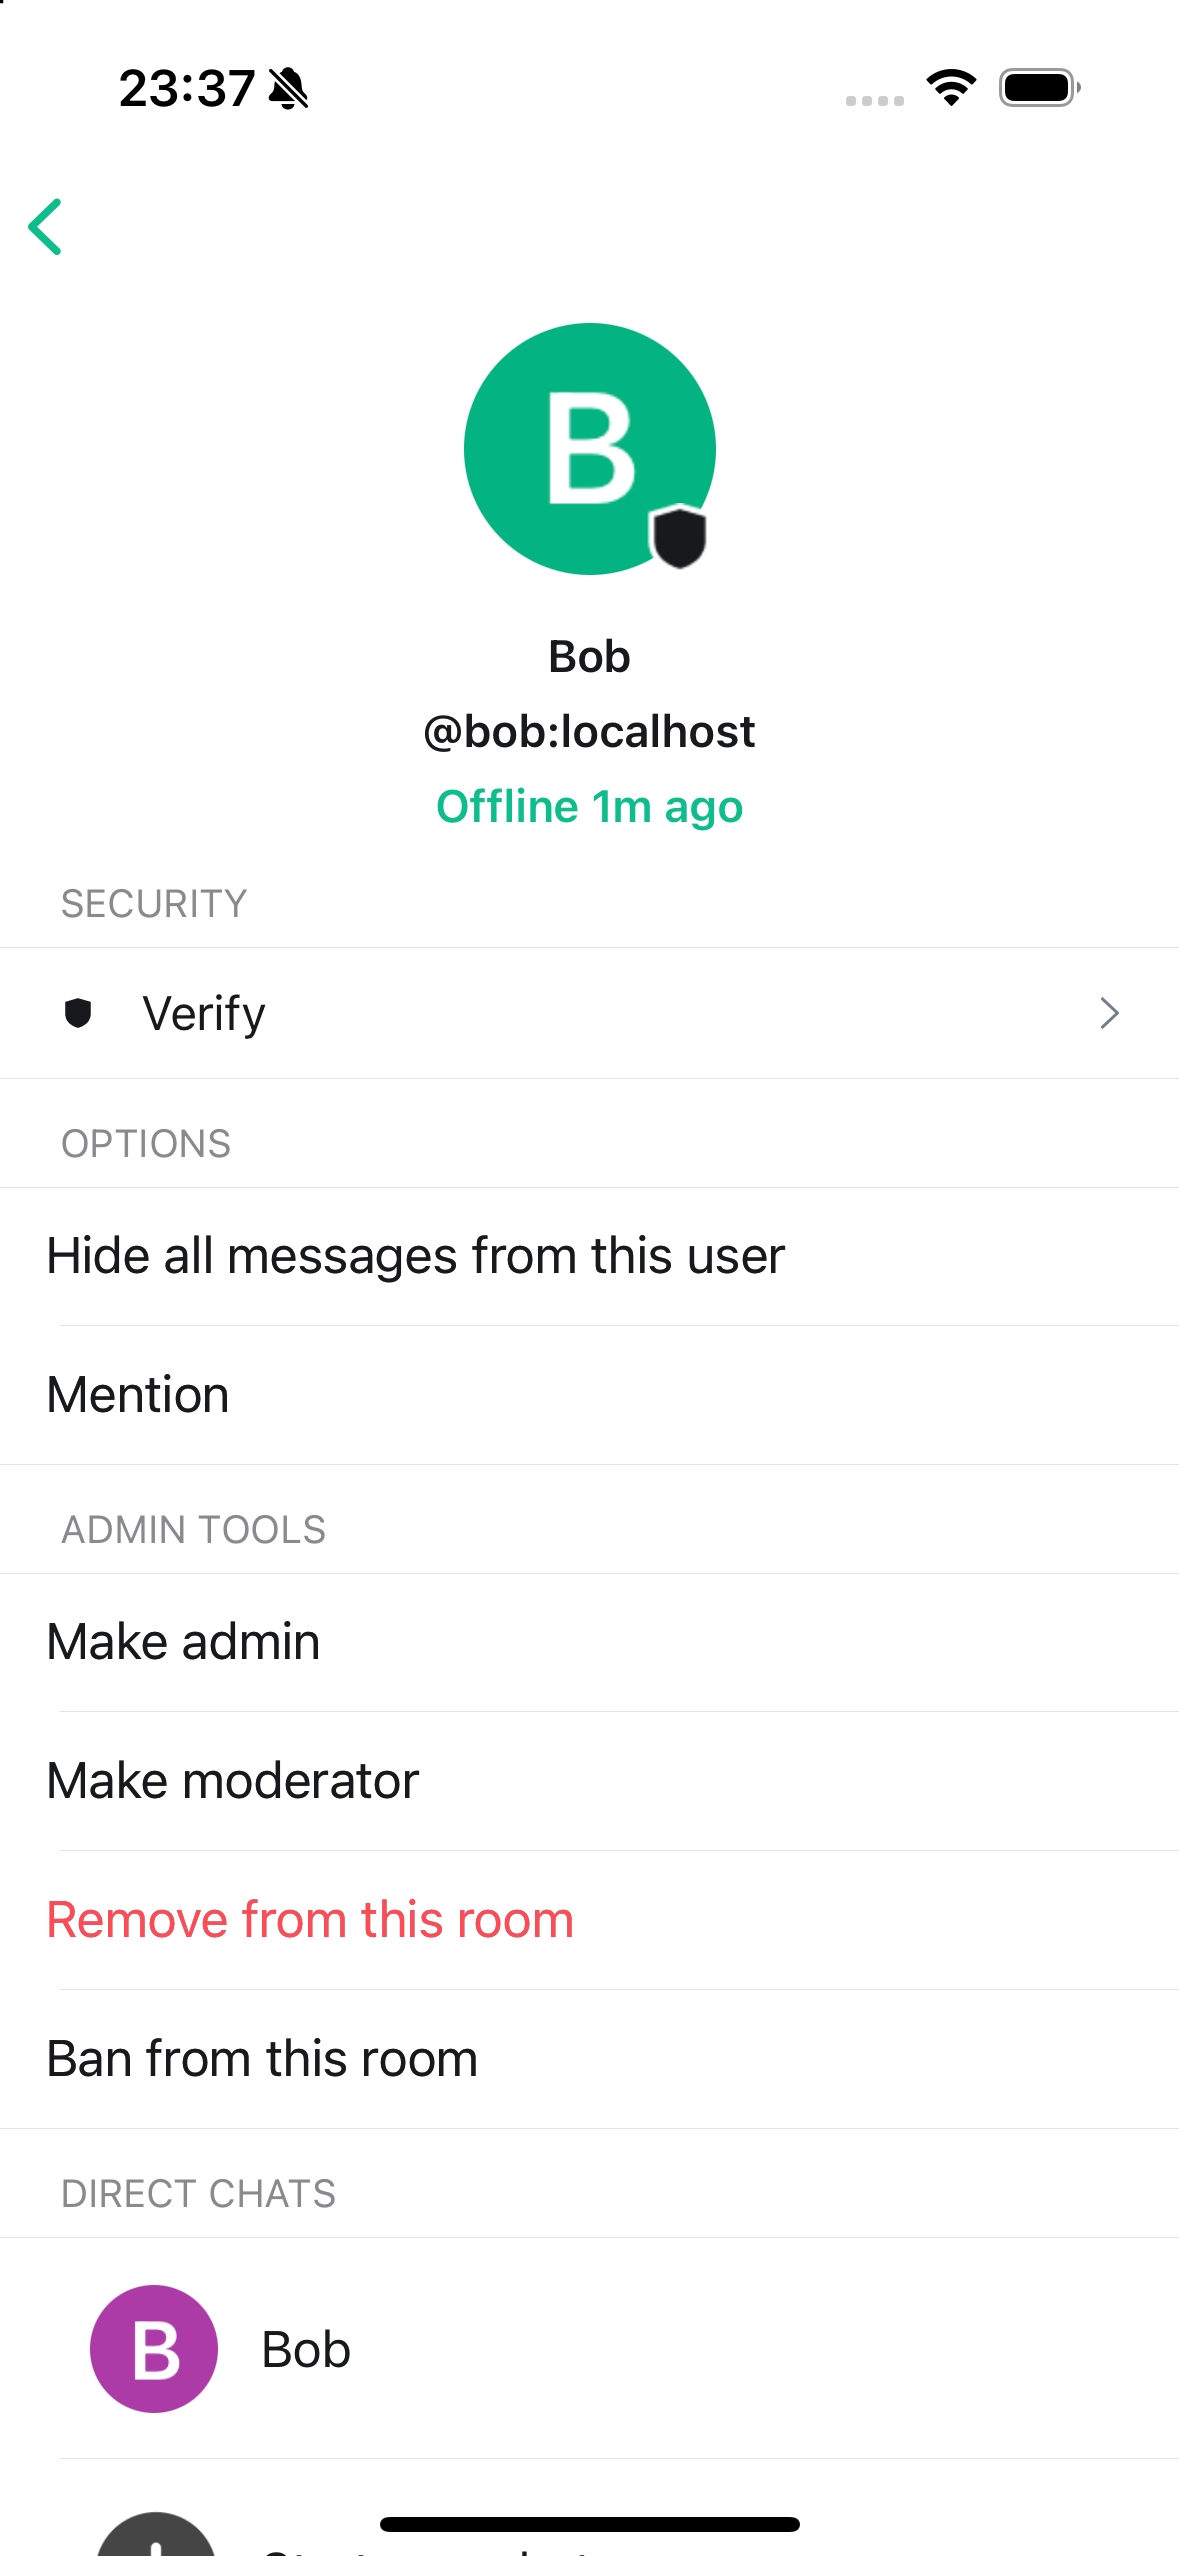 23:37
B
Bob
@bob:localhost
Offline 1m ago
SECURITY
Verify
OPTIONS
Hide all messages from this user
Mention
ADMIN TOOLS
Make admin
Make moderator
Remove from this room
Ban from this room
DIRECT CHATS
B
Bob